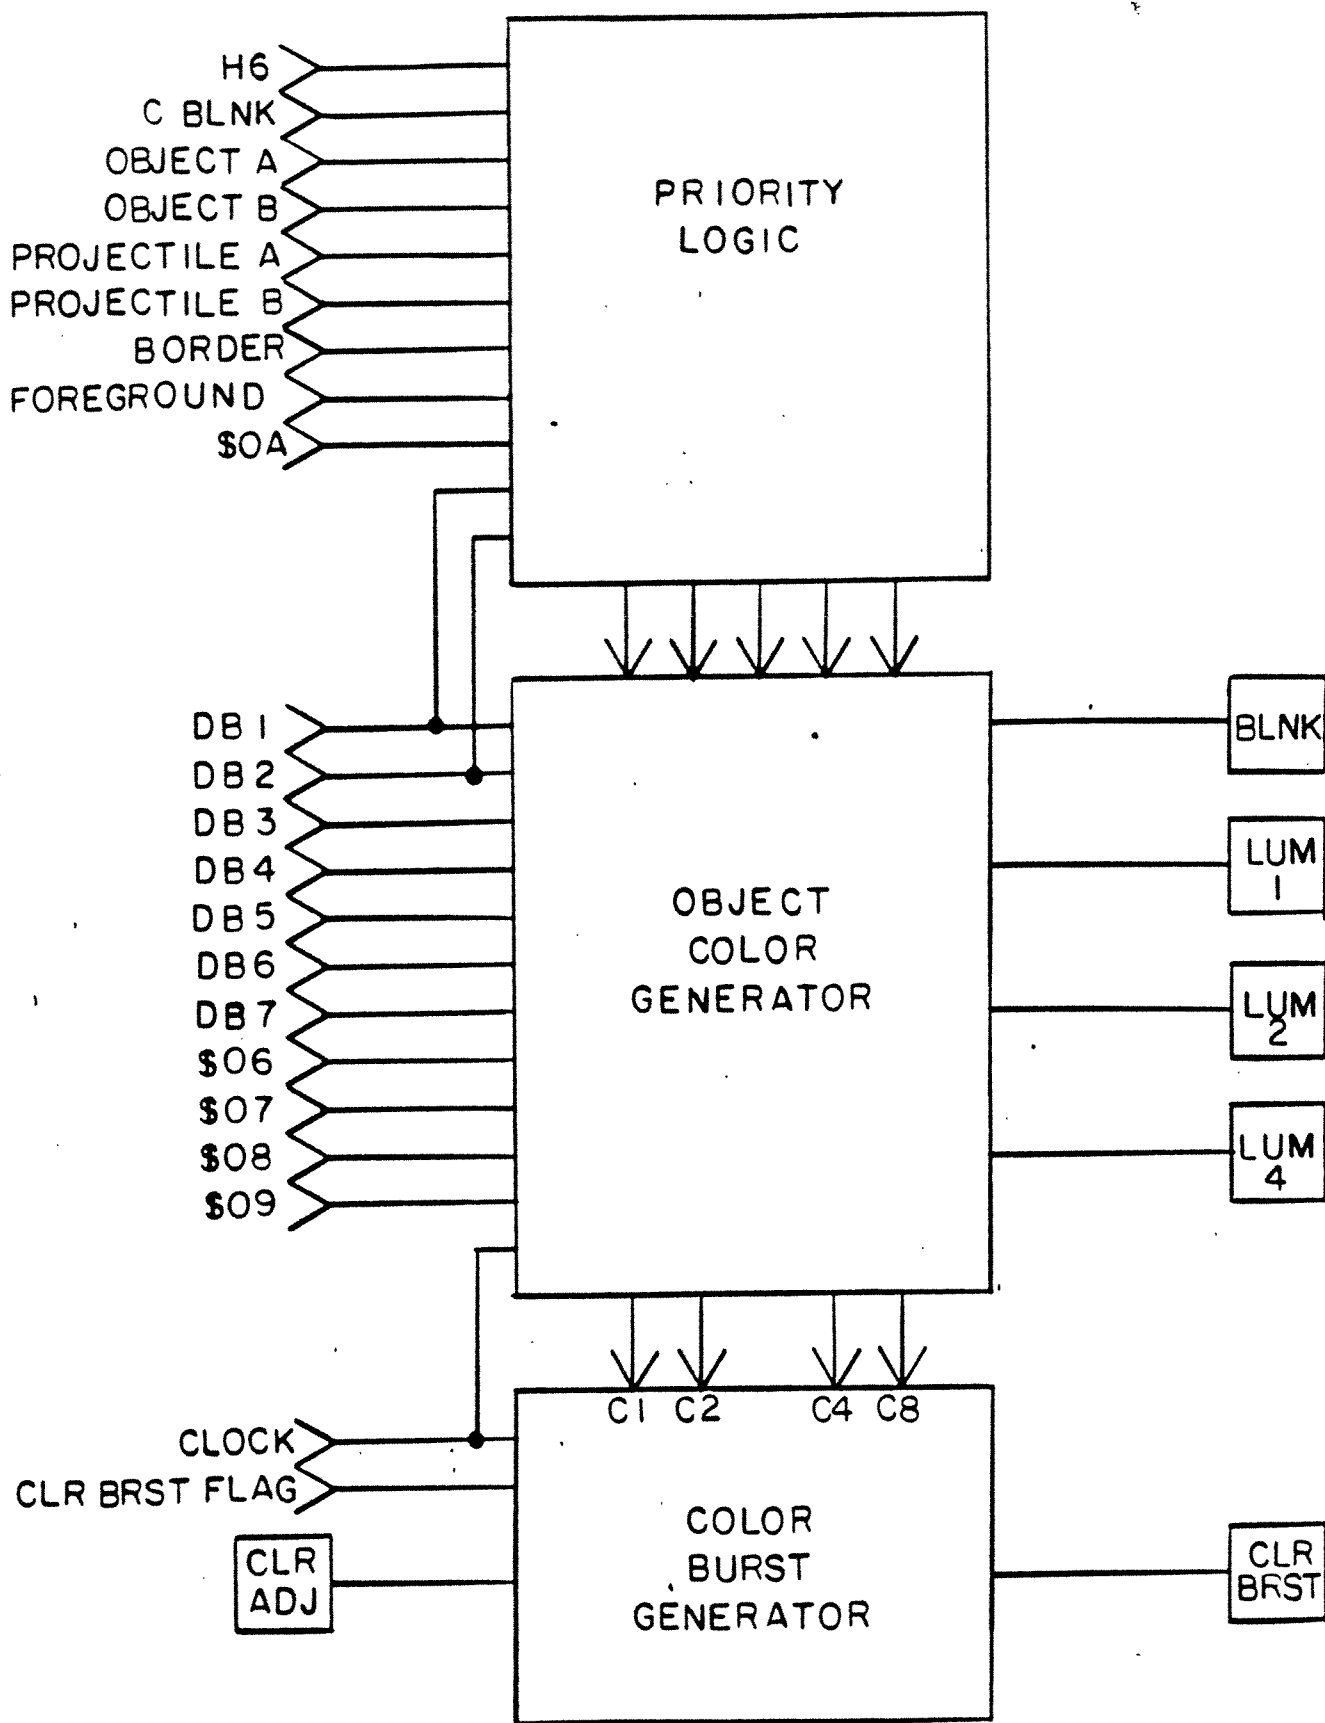 H6
C BLNK
OBJECT A
OBJECT B
PROJECTILE A
PROJECTILE B
BORDER
FOREGROUND
$0A
PRIORITY
LOGIC
DB1
DB2
DB3
DB4
DB5
DB6
DB7
$06
$07
$08
$09
OBJECT
COLOR
GENERATOR
BLNK
LUM
1
LUM
2
LUM
4
C1 C2 C4 C8
CLOCK
CLR BRST FLAG
CLR
ADJ
COLOR
BURST
GENERATOR
CLR
BRST